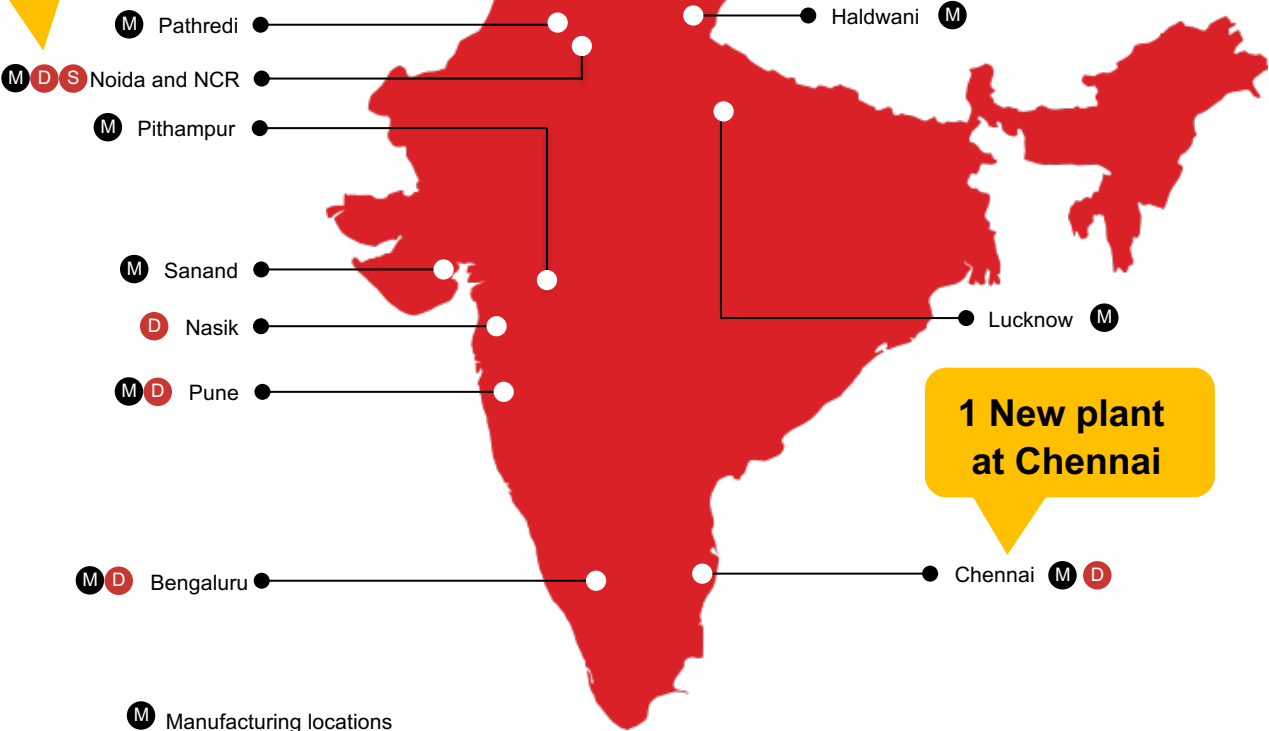 M Pathredi
Haldwani M
M D S Noida and NCR
M Pithampur
M Sanand
D Nasik
Lucknow M
M D Pune
1 New plant
at Chennai
Chennai M D
M D Bengaluru
M Manufacturing locations